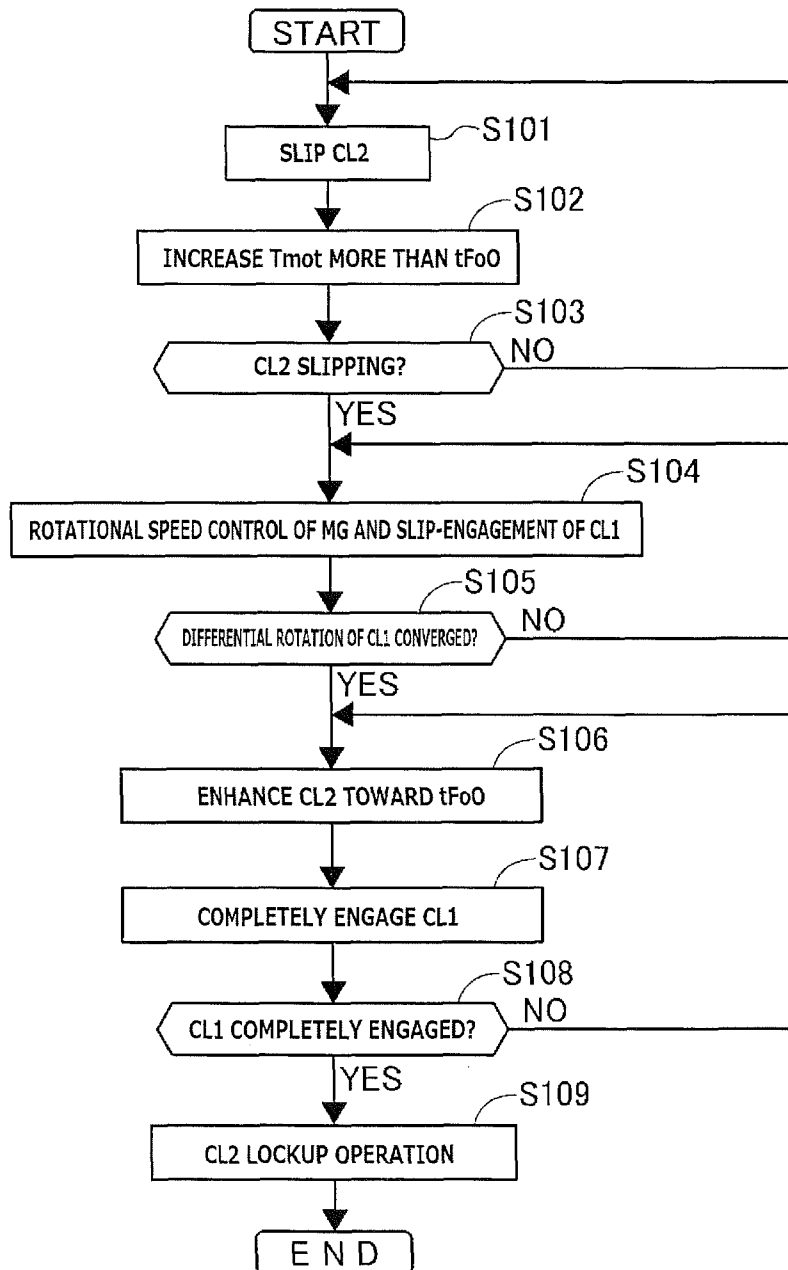 START
S101
SLIP CL2
S102
INCREASE Tmot MORE THAN tFoO
S103
CL2 SLIPPING?
NO
YES
S104
ROTATIONAL SPEED CONTROL OF MG AND SLIP-ENGAGEMENT OF CL1
S105
DIFFERENTIAL ROTATION OF CL1 CONVERGED?
NO
YES
S106
ENHANCE CL2 TOWARD tFoO
S107
COMPLETELY ENGAGE CL1
S108
CL1 COMPLETELY ENGAGED?
NO
YES
S109
CL2 LOCKUP OPERATION
END